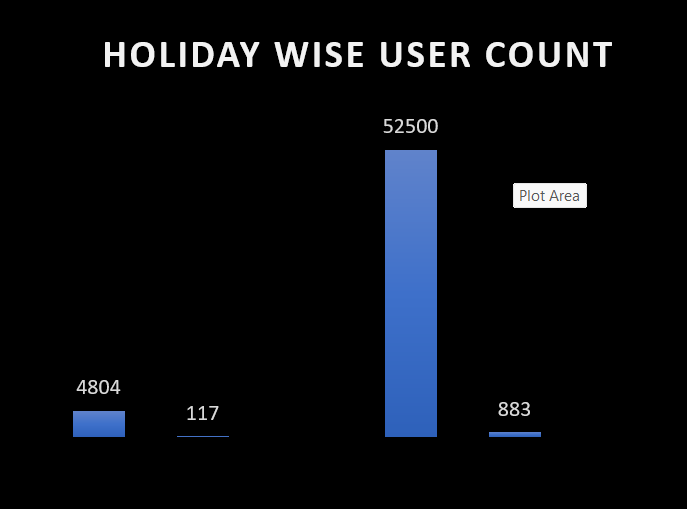 HOLIDAY WISE USER COUNT
52500
Plot Area
4804
117
883